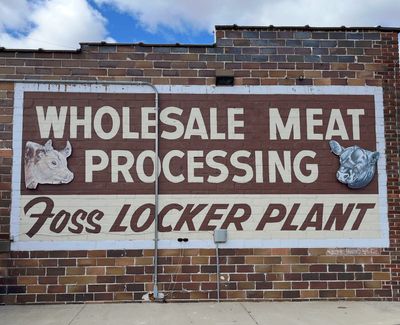 WHOLESALE MEAT
PROCESSING
Foss LOCKER PLANT